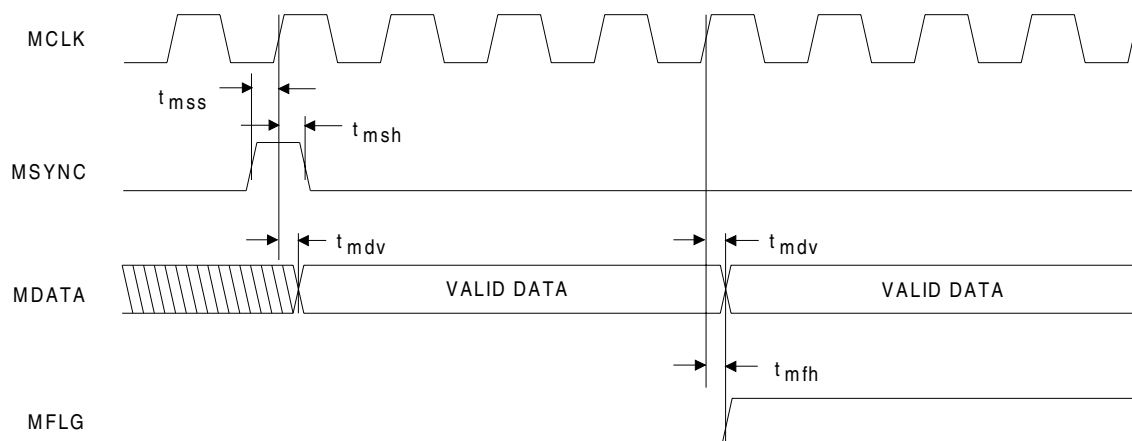 MCLK
t mss
t msh
MSYNC
t mdv
t mdv
MDATA
VALID DATA
VALID DATA
t mfh
MFLG